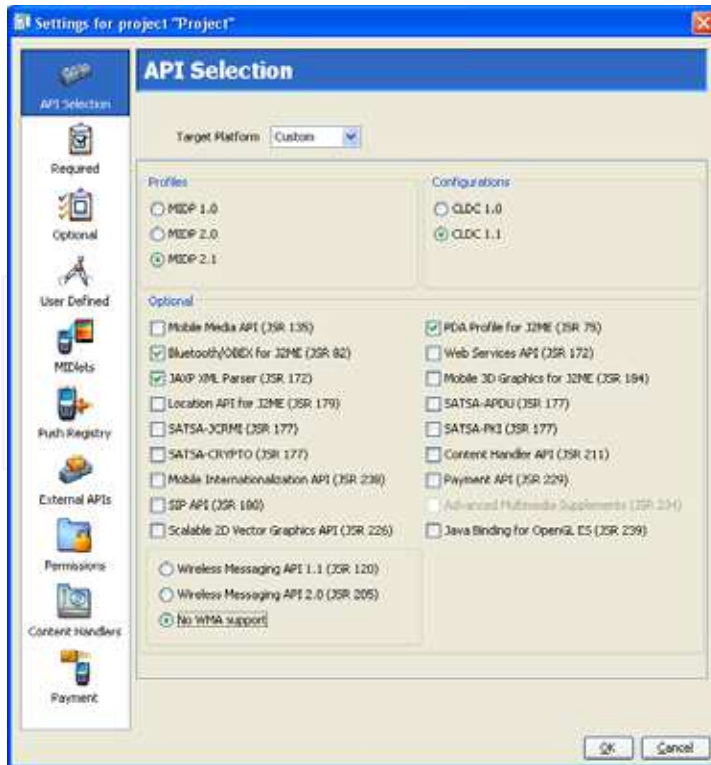 Settings for project "Project"
API Selection
API Selection
Target Platform Custom
Required
Profiles
Configurations
MIDP 1.0
CLDC 1.0
MIDP 2.0
CLDC 1.1
MIDP 2.1
Optional
User Defined
Optional
Mobile Media API (JSR 135)
PDA Profile for J2ME (JSR 75)
Bluetooth/OBEX for J2ME (JSR 82)
Web Services API (JSR 172)
MIDlets
JAXP XML Parser (JSR 172)
Mobile 3D Graphics for J2ME (JSR 184)
Location API for J2ME (JSR 179)
SATSA-APDU (JSR 177)
Push Registry
SATSA-JCRMI (JSR 177)
SATSA-PKI (JSR 177)
SATSA-CRYPTO (JSR 177)
Content Handler API (JSR 211)
Mobile Internationalization API (JSR 238)
Payment API (JSR 229)
External APIs
SIP API (JSR 180)
Advanced Multimedia Supplements (JSR 234)
Scalable 2D Vector Graphics API (JSR 226)
Java Binding for OpenGL ES (JSR 239)
Permissions
Wireless Messaging API 1.1 (JSR 120)
Wireless Messaging API 2.0 (JSR 205)
No WMA support
Content Handlers
Payment
OK
Cancel